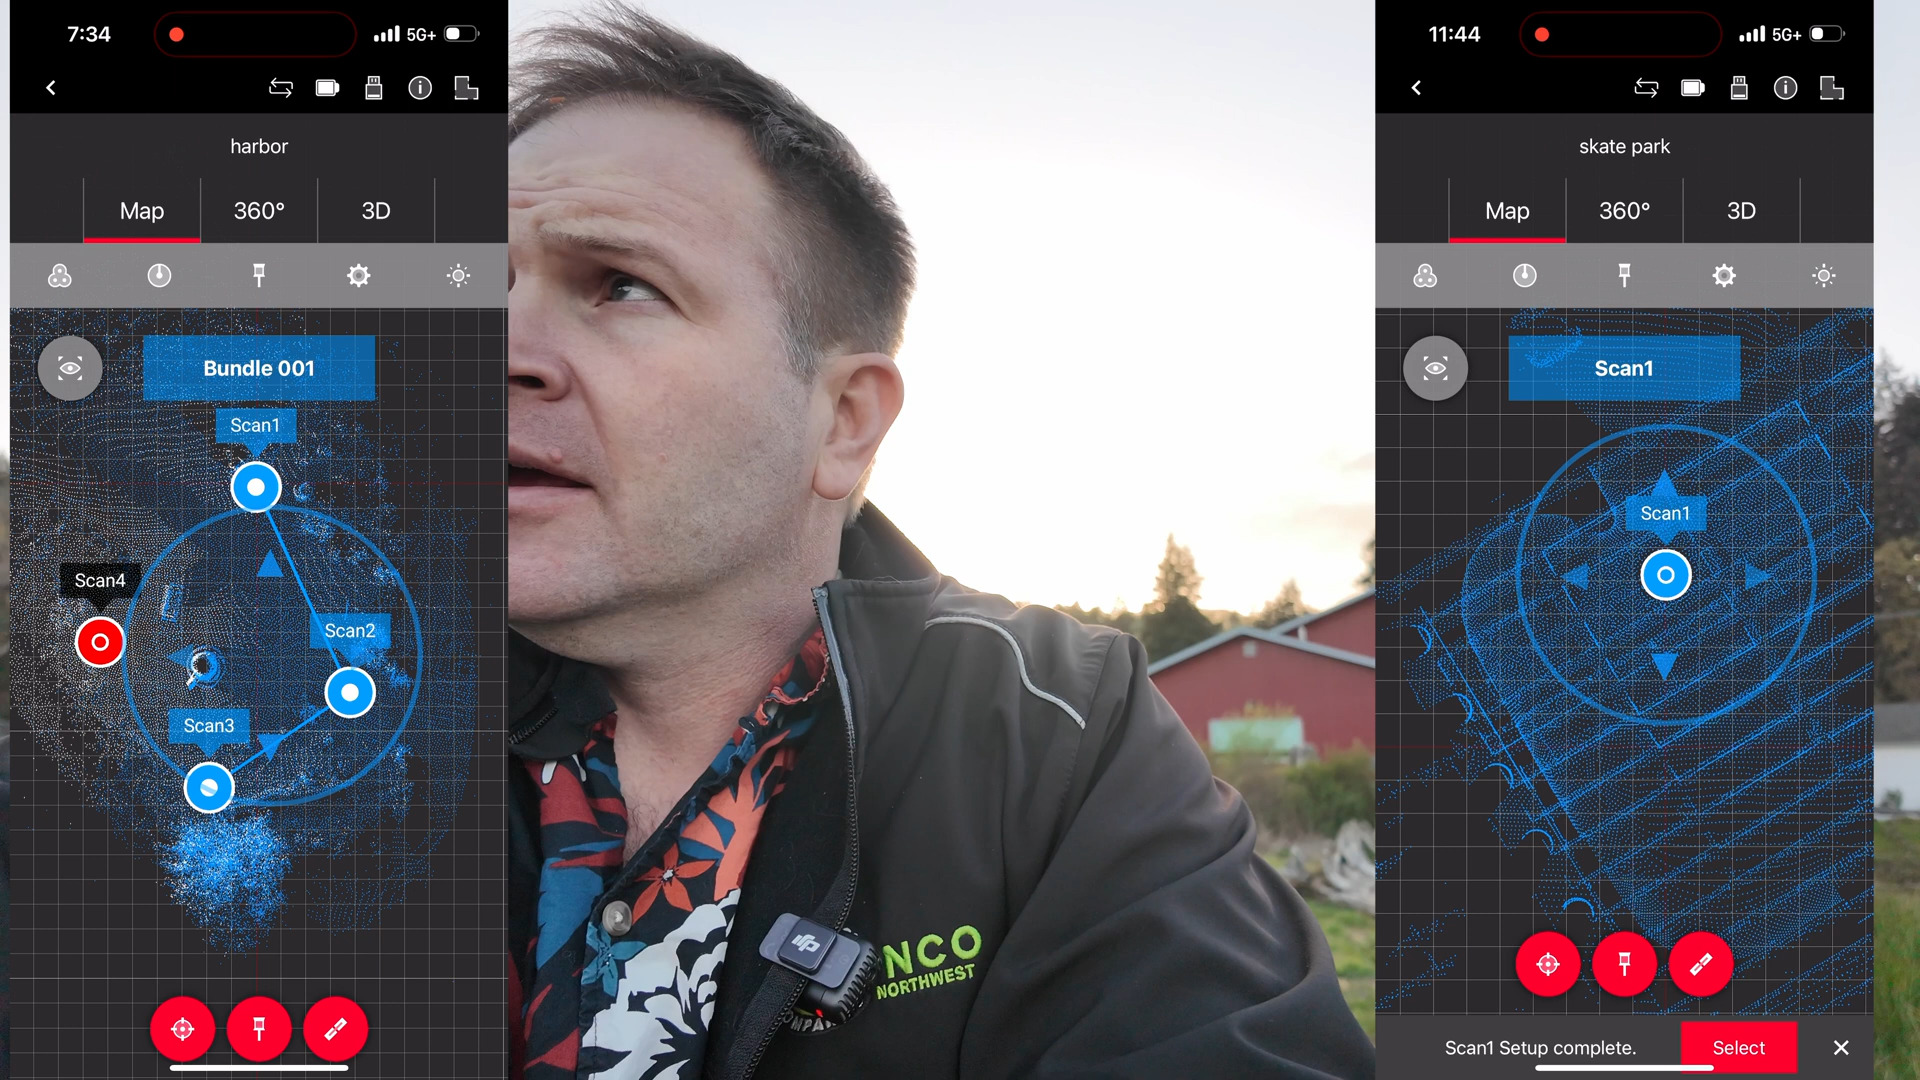 7:34
5G+
harbor
Map
360°
3D
Bundle 001
Scan1
Scan4
Scan2
Scan3
NCO
NORTHWEST
11:44
5G+
skate park
Map
360°
3D
Scan1
Scan1
Scan1 Setup complete.
Select